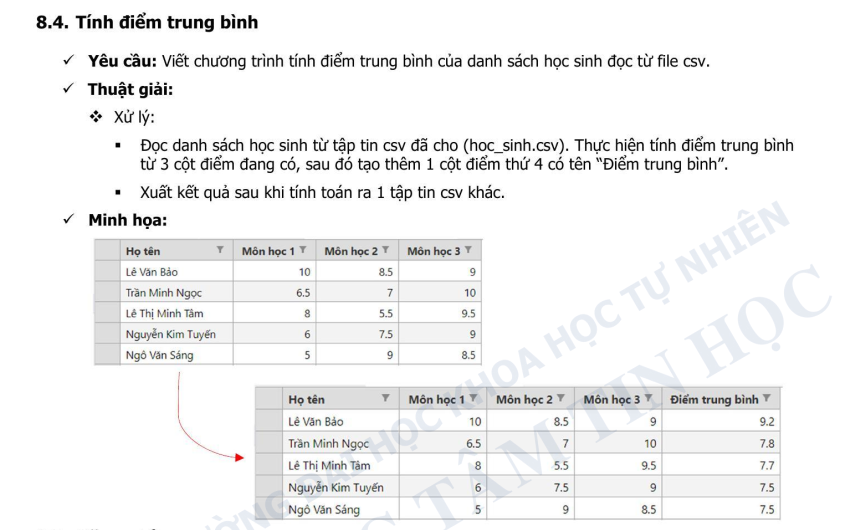 8.4. Tính điểm trung bình
✓ Yêu cầu: Viết chương trình tính điểm trung bình của danh sách học sinh đọc từ file csv.
✓ Thuật giải:
❖ Xử lý:
▪ Đọc danh sách học sinh từ tập tin csv đã cho (hoc_sinh.csv). Thực hiện tính điểm trung bình
từ 3 cột điểm đang có, sau đó tạo thêm 1 cột điểm thứ 4 có tên “Điểm trung bình”.
▪ Xuất kết quả sau khi tính toán ra 1 tập tin csv khác.
✓ Minh họa:
Họ tên Môn học 1 Môn học 2 Môn học 3
Lê Văn Bảo 10 8.5 9
Trần Minh Ngọc 6.5 7 10
Lê Thị Minh Tâm 8 5.5 9.5
Nguyễn Kim Tuyến 6 7.5 9
Ngô Văn Sáng 5 9 8.5
Họ tên Môn học 1 Môn học 2 Môn học 3 Điểm trung bình
Lê Văn Bảo 10 8.5 9 9.2
Trần Minh Ngọc 6.5 7 10 7.8
Lê Thị Minh Tâm 8 5.5 9.5 7.7
Nguyễn Kim Tuyến 6 7.5 9 7.5
Ngô Văn Sáng 5 9 8.5 7.5
ĐẠI HỌC KHOA HỌC TỰ NHIÊN
TÂM TIN HỌC